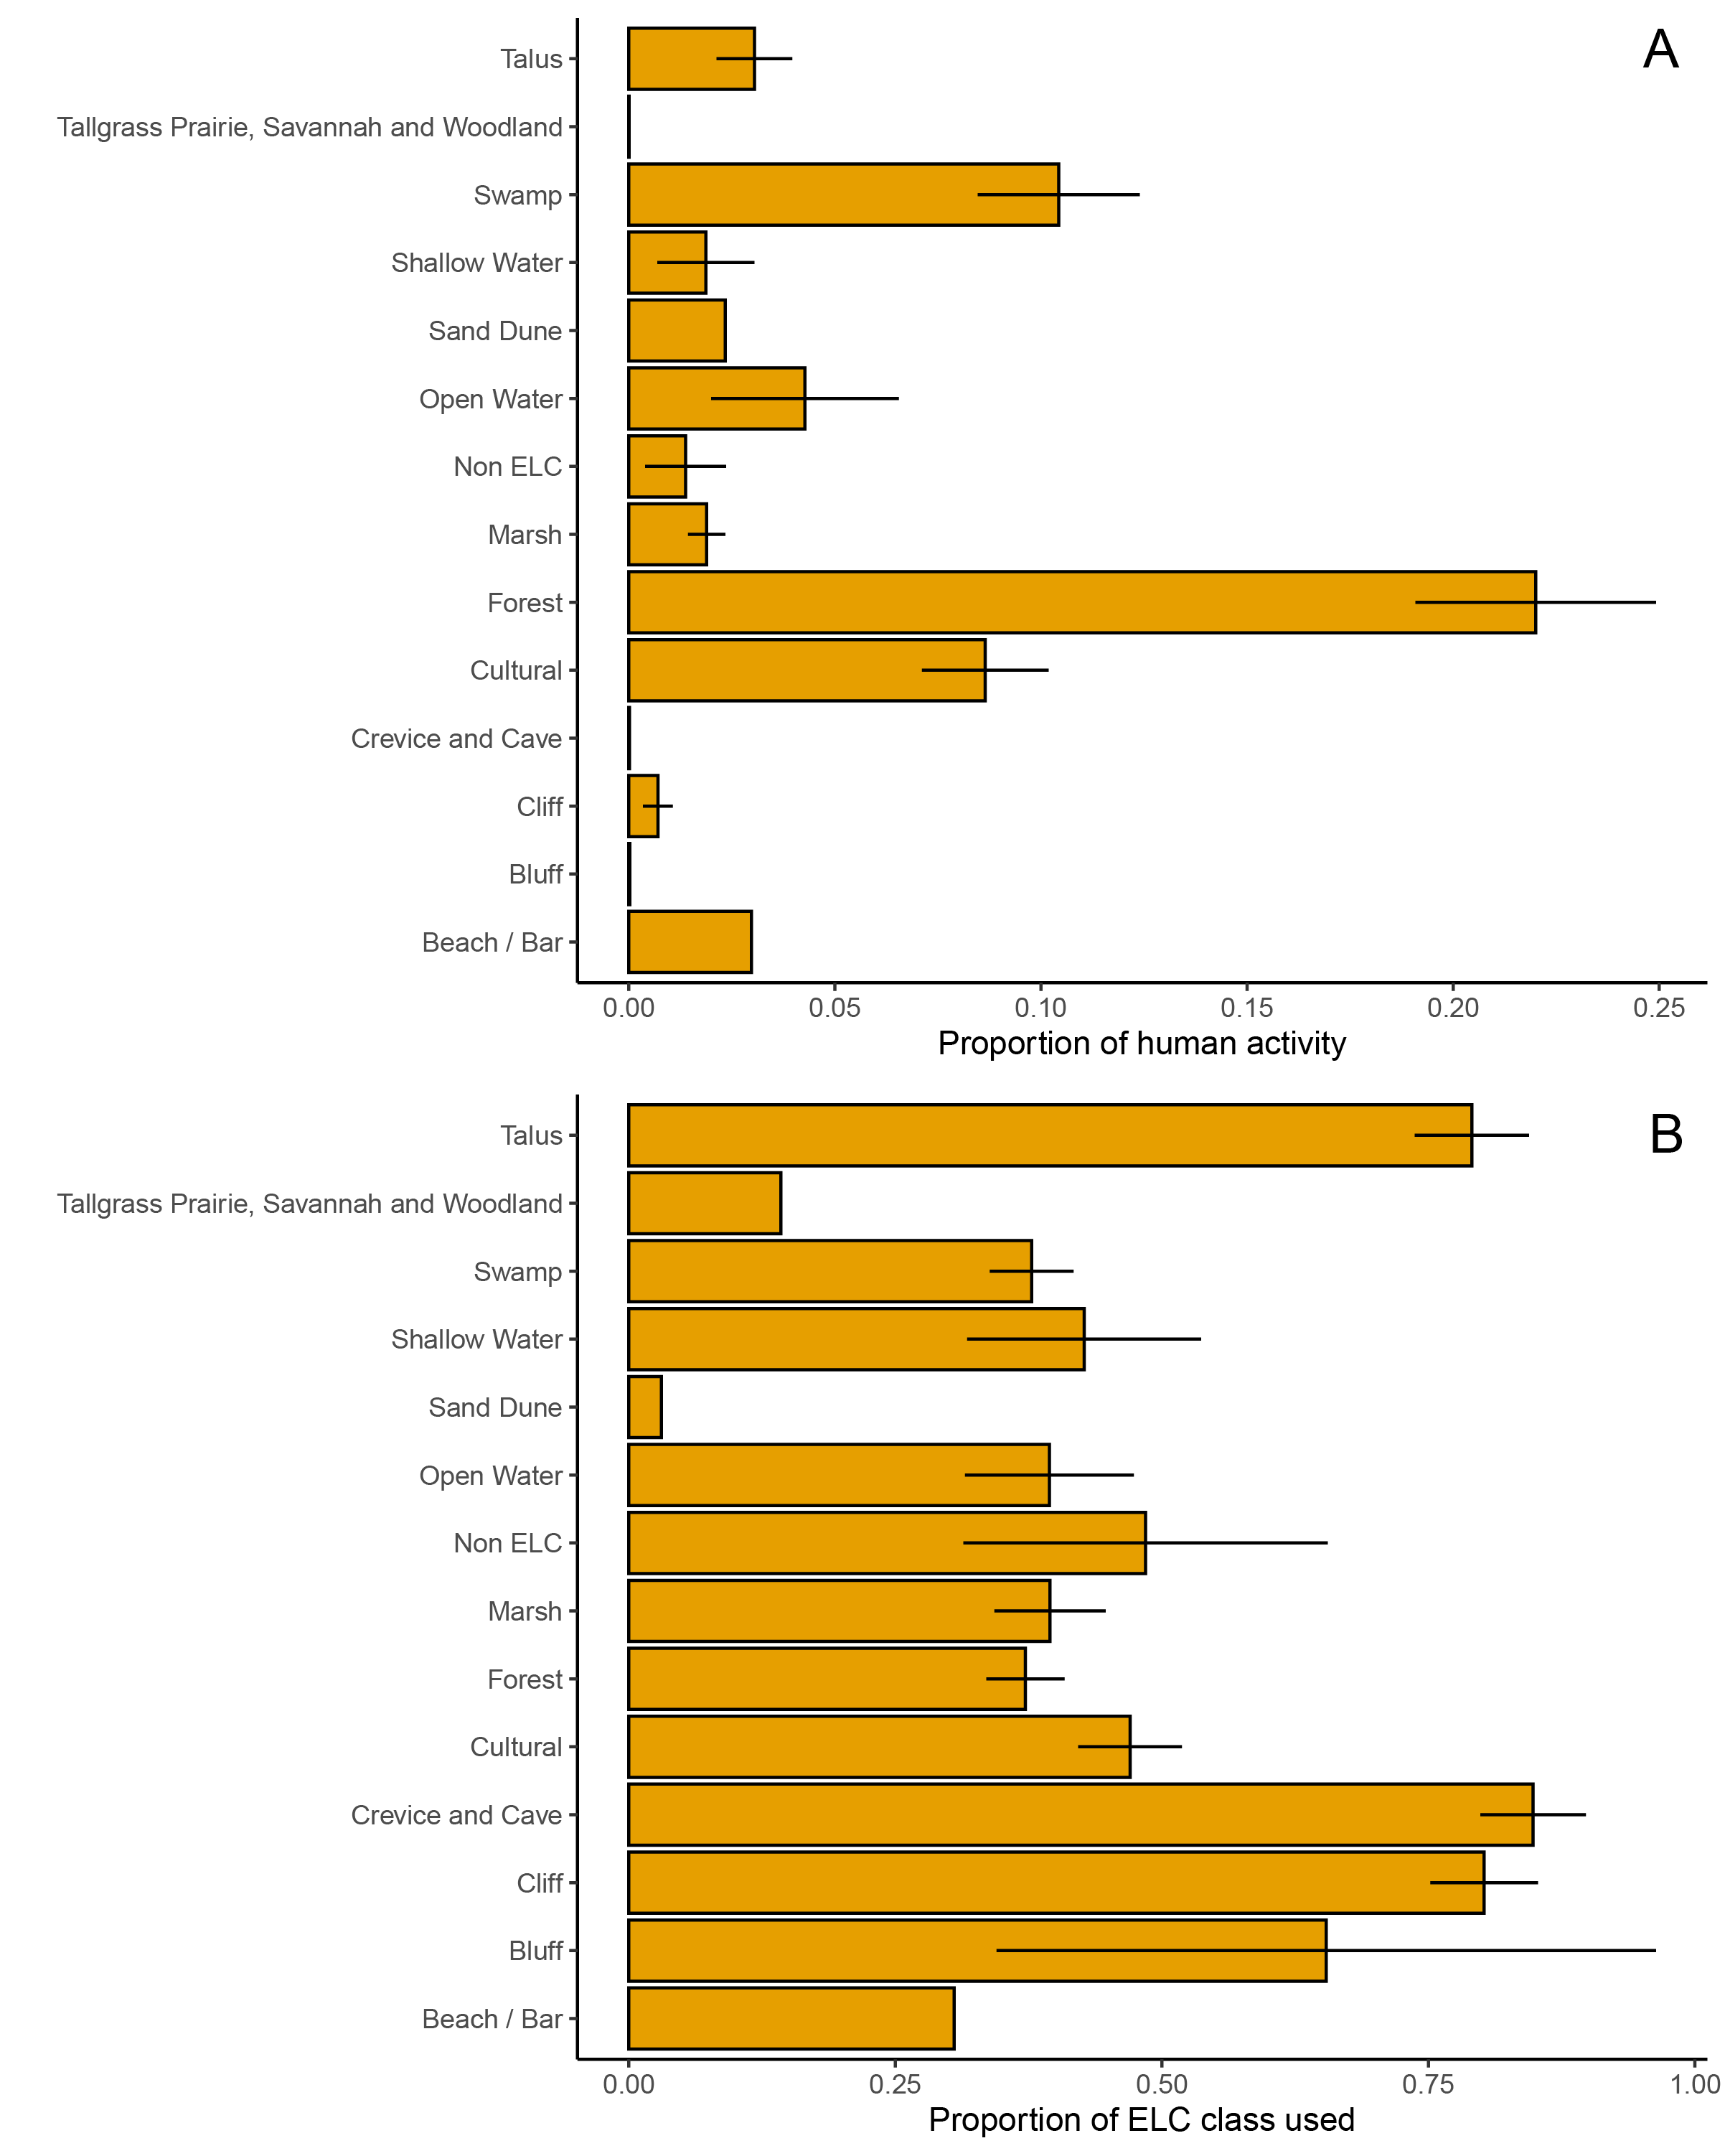 A
Talus
Tallgrass Prairie, Savannah and Woodland
Swamp
Shallow Water
Sand Dune
Open Water
Non ELC
Marsh
Forest
Cultural
Crevice and Cave
Cliff
Bluff
Beach / Bar
0.00 0.05 0.10 0.15 0.20 0.25
Proportion of human activity
B
Talus
Tallgrass Prairie, Savannah and Woodland
Swamp
Shallow Water
Sand Dune
Open Water
Non ELC
Marsh
Forest
Cultural
Crevice and Cave
Cliff
Bluff
Beach / Bar
0.00 0.25 0.50 0.75 1.00
Proportion of ELC class used